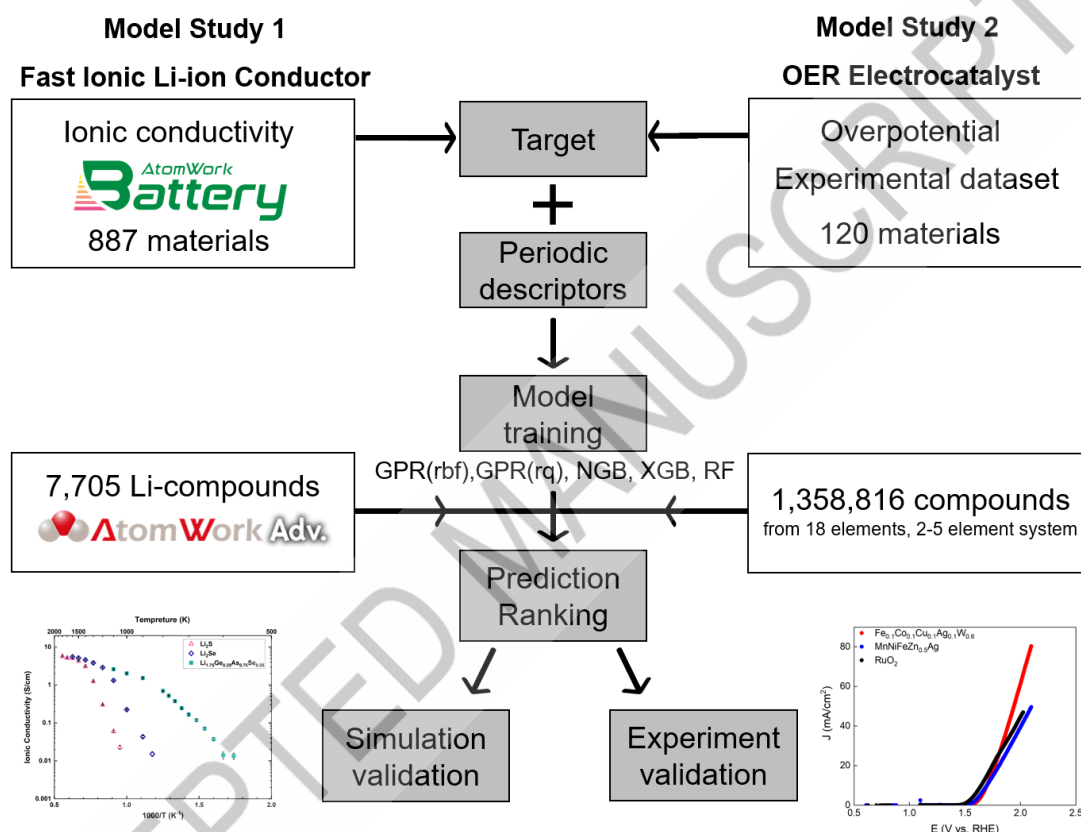 Model Study 1
Fast Ionic Li-ion Conductor
Ionic conductivity
AtomWork
Battery
887 materials
Model Study 2
OER Electrocatalyst
Overpotential
Experimental dataset
120 materials
Target
+
Periodic
descriptors
Model
training
GPR(rbf),GPR(rq), NGB, XGB, RF
7,705 Li-compounds
AtomWork Adv.
1,358,816 compounds
from 18 elements, 2-5 element system
Prediction
Ranking
Simulation
validation
Experiment
validation
Tempreture (K)
2000 1500 1000 500
Li₂S
Li₂Se
Li₁.₇₅Ge₀.₂₅As₀.₇₅Se₀.₂₅
Ionic Conductivity (S/cm)
10
1
0.1
0.01
0.001
0.5 1.0 1.5 2.0
1000/T (K⁻¹)
Fe₀.₁Co₀.₁Cu₀.₁Ag₀.₁W₀.₆
MnNiFeZn₀.₅Ag
RuO₂
J (mA/cm²)
80
60
40
20
0
0.5 1.0 1.5 2.0 2.5
E (V vs. RHE)
EPTED MANUSCRIPT